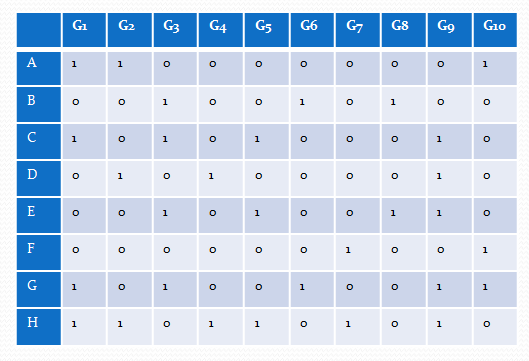 G1 G2 G3 G4 G5 G6 G7 G8 G9 G10
A 1 1 0 0 0 0 0 0 0 1
B 0 0 1 0 0 1 0 1 0 0
C 1 0 1 0 1 0 0 0 1 0
D 0 1 0 1 0 0 0 0 1 0
E 0 0 1 0 1 0 0 1 1 0
F 0 0 0 0 0 0 1 0 0 1
G 1 0 1 0 0 1 0 0 1 1
H 1 1 0 1 1 0 1 0 1 0